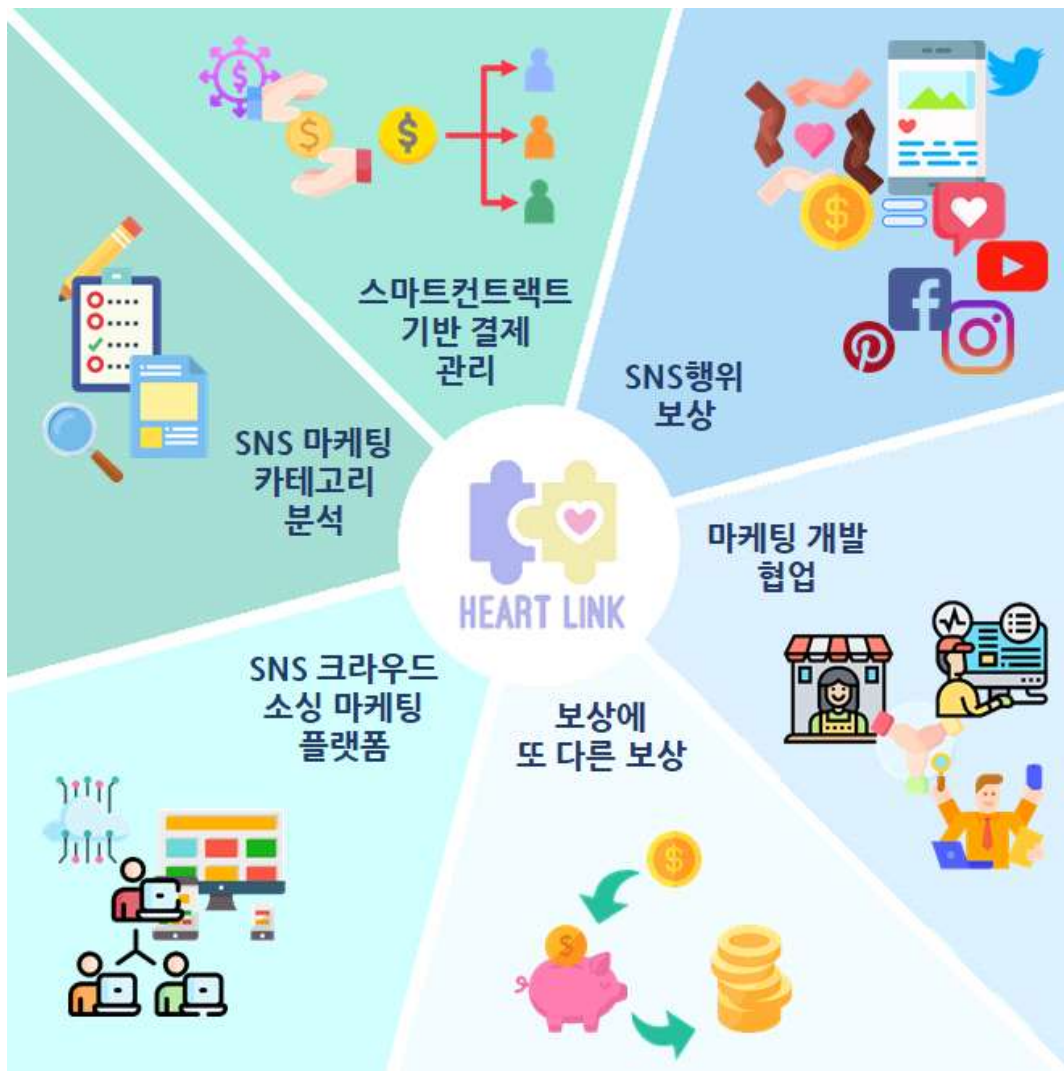 스마트컨트랙트
기반 결제
관리
SNS행위
보상
SNS 마케팅
카테고리
분석
마케팅 개발
협업
HEART LINK
SNS 크라우드
소싱 마케팅
플랫폼
보상에
또 다른 보상